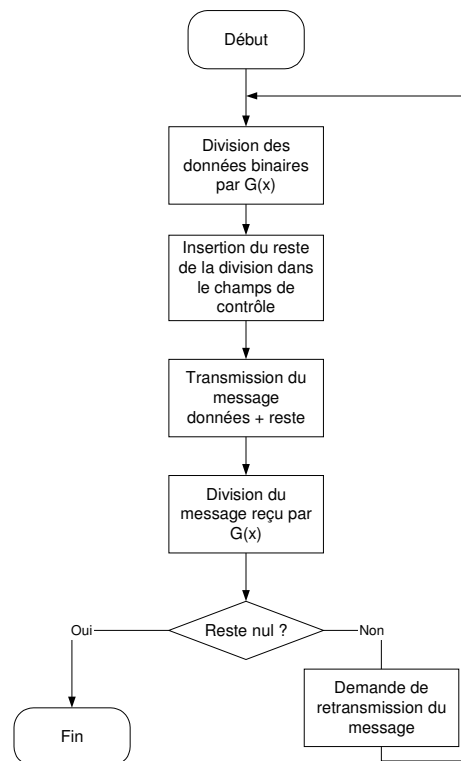 Début
Division des
données binaires
par G(x)
Insertion du reste
de la division dans
le champs de
contrôle
Transmission du
message
données + reste
Division du
message reçu par
G(x)
Oui
Reste nul ?
Non
Demande de
retransmission du
message
Fin